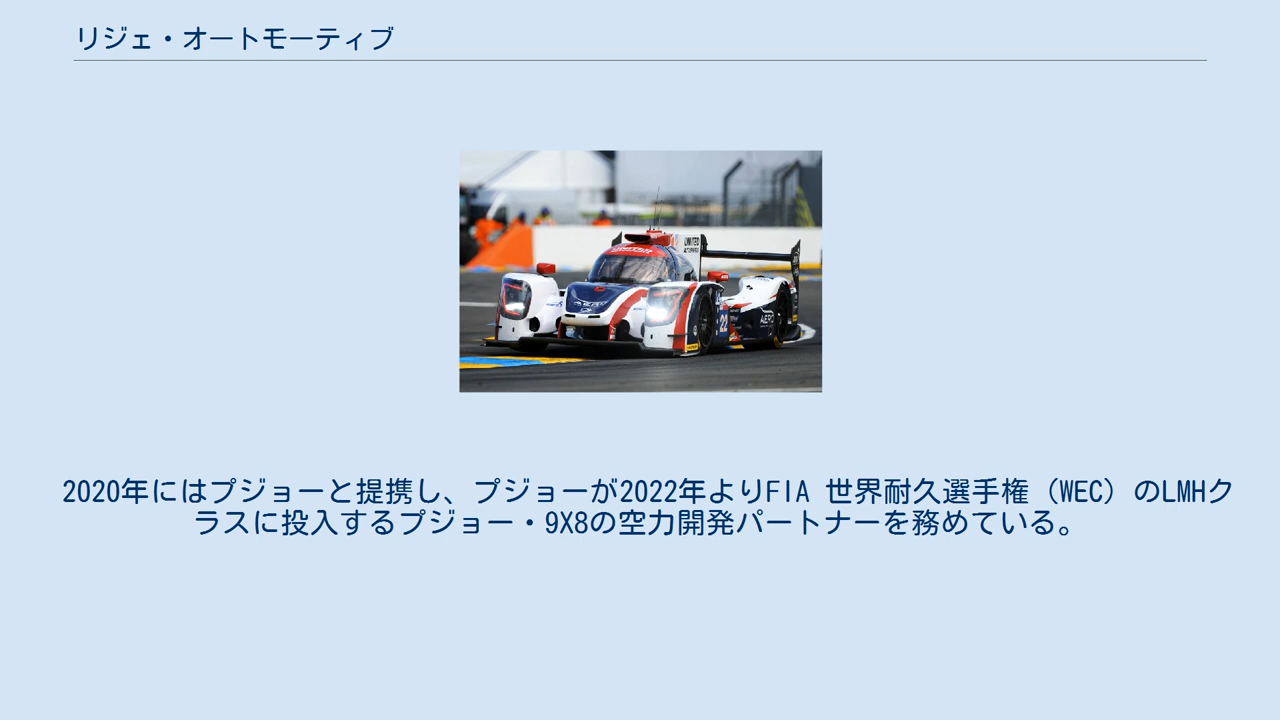 リジェ・オートモーティブ
UNITED
AERO
22
AERO
2020年にはプジョーと提携し、プジョーが2022年よりFIA 世界耐久選手権（WEC）のLMHク
ラスに投入するプジョー・9X8の空力開発パートナーを務めている。